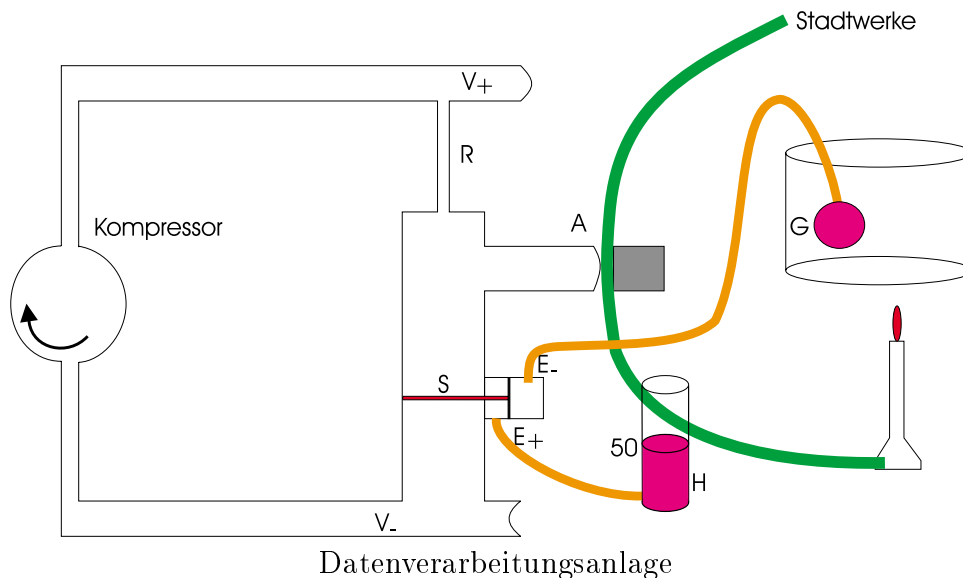 Stadtwerke
V+
R
Kompressor
A
G
E-
S
E+
50
H
V-
Datenverarbeitungsanlage